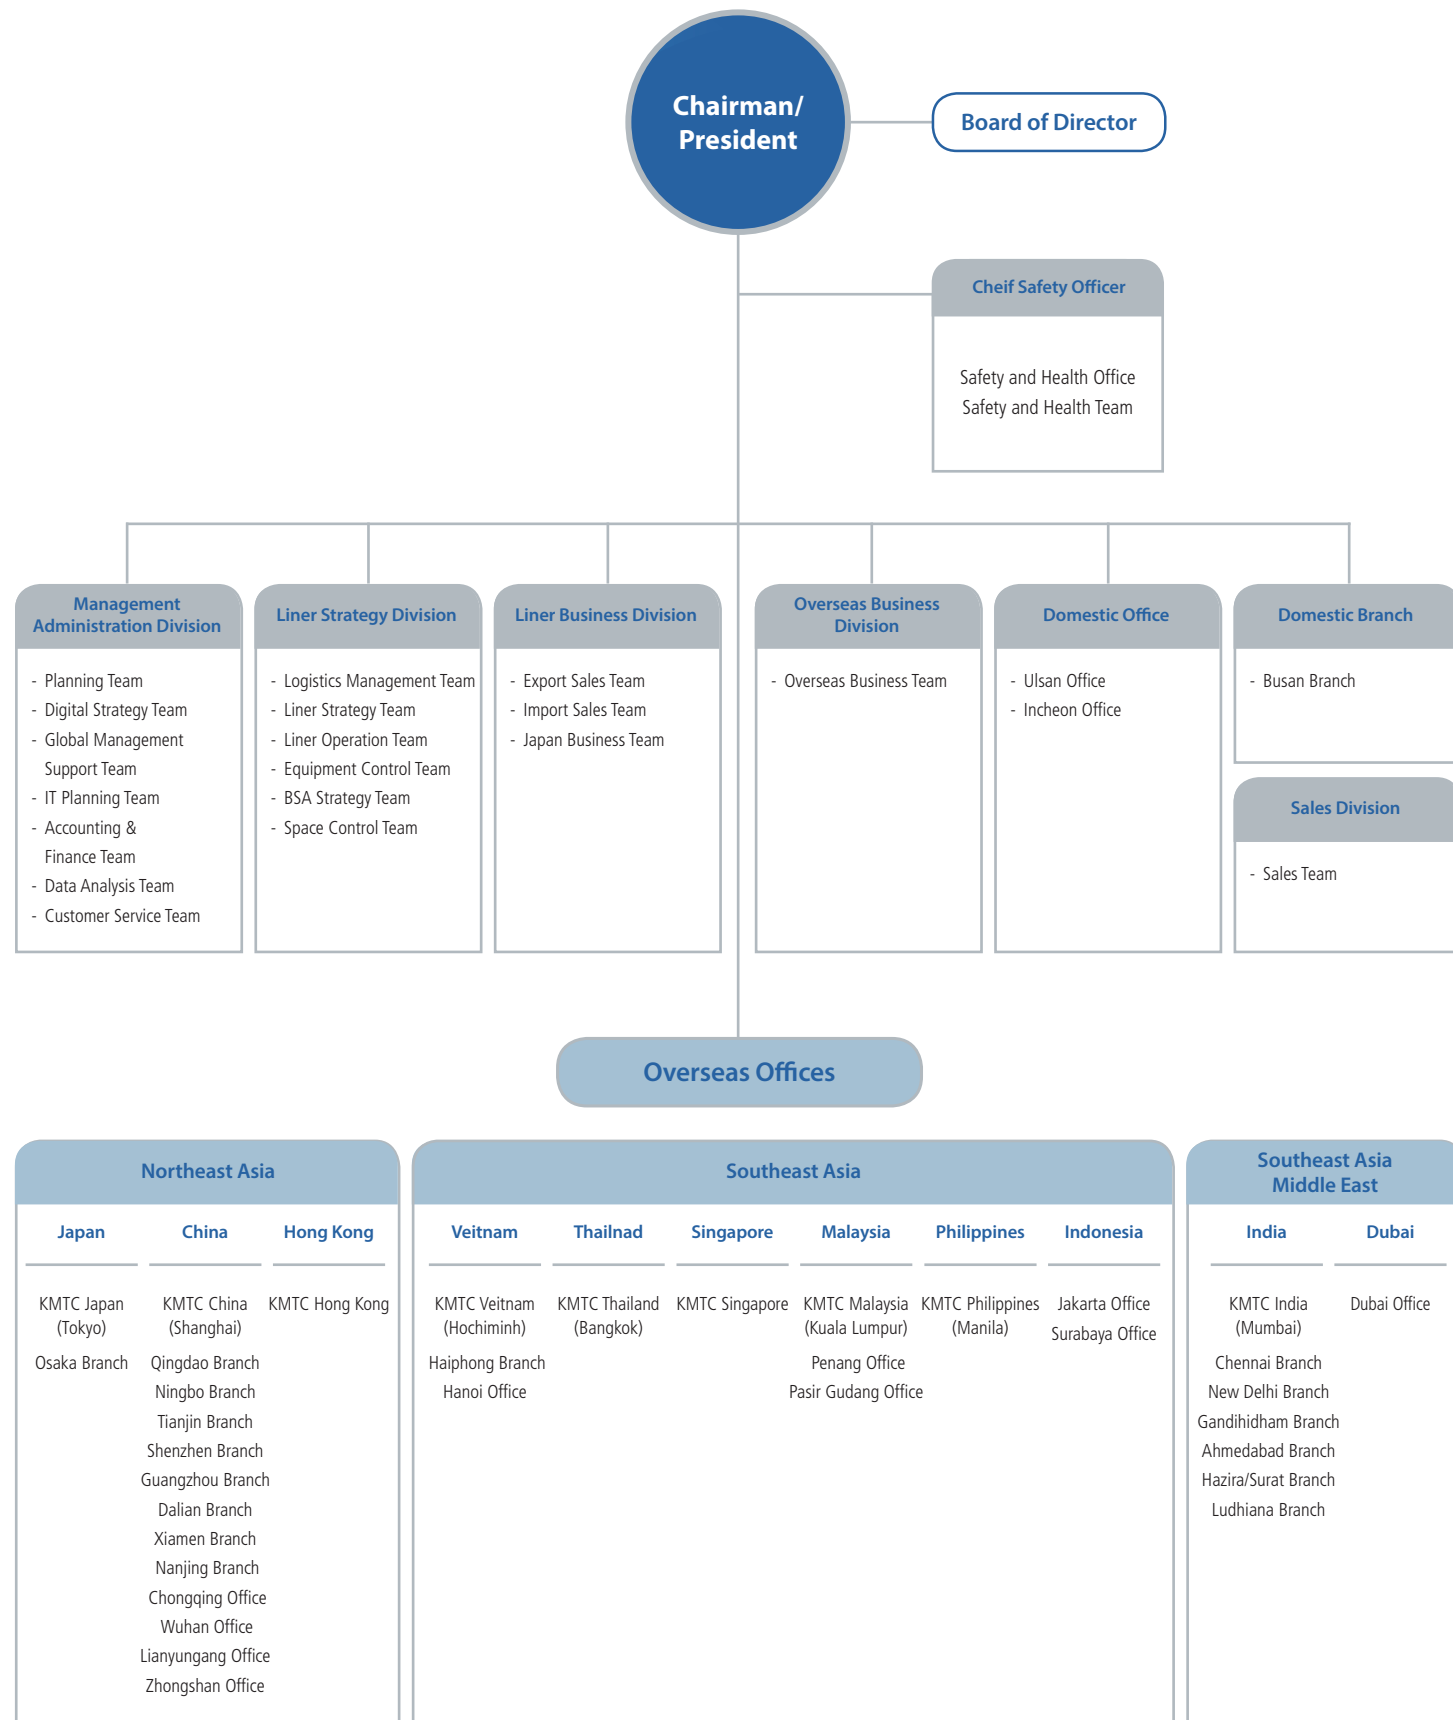 Chairman/
President
Board of Director
Cheif Safety Officer
Safety and Health Office
Safety and Health Team
Management
Administration Division
- Planning Team
- Digital Strategy Team
- Global Management
Support Team
- IT Planning Team
- Accounting &
Finance Team
- Data Analysis Team
- Customer Service Team
Liner Strategy Division
- Logistics Management Team
- Liner Strategy Team
- Liner Operation Team
- Equipment Control Team
- BSA Strategy Team
- Space Control Team
Liner Business Division
- Export Sales Team
- Import Sales Team
- Japan Business Team
Overseas Business
Division
- Overseas Business Team
Domestic Office
- Ulsan Office
- Incheon Office
Domestic Branch
- Busan Branch
Sales Division
- Sales Team
Overseas Offices
Northeast Asia
Japan
KMTC Japan
(Tokyo)
Osaka Branch
China
KMTC China
(Shanghai)
Qingdao Branch
Ningbo Branch
Tianjin Branch
Shenzhen Branch
Guangzhou Branch
Dalian Branch
Xiamen Branch
Nanjing Branch
Chongqing Office
Wuhan Office
Lianyungang Office
Zhongshan Office
Hong Kong
KMTC Hong Kong
Southeast Asia
Veitnam
KMTC Veitnam
(Hochiminh)
Haiphong Branch
Hanoi Office
Thailnad
KMTC Thailand
(Bangkok)
Singapore
KMTC Singapore
Malaysia
KMTC Malaysia
(Kuala Lumpur)
Penang Office
Pasir Gudang Office
Philippines
KMTC Philippines
(Manila)
Indonesia
Jakarta Office
Surabaya Office
Southeast Asia
Middle East
India
KMTC India
(Mumbai)
Chennai Branch
New Delhi Branch
Gandihidham Branch
Ahmedabad Branch
Hazira/Surat Branch
Ludhiana Branch
Dubai
Dubai Office